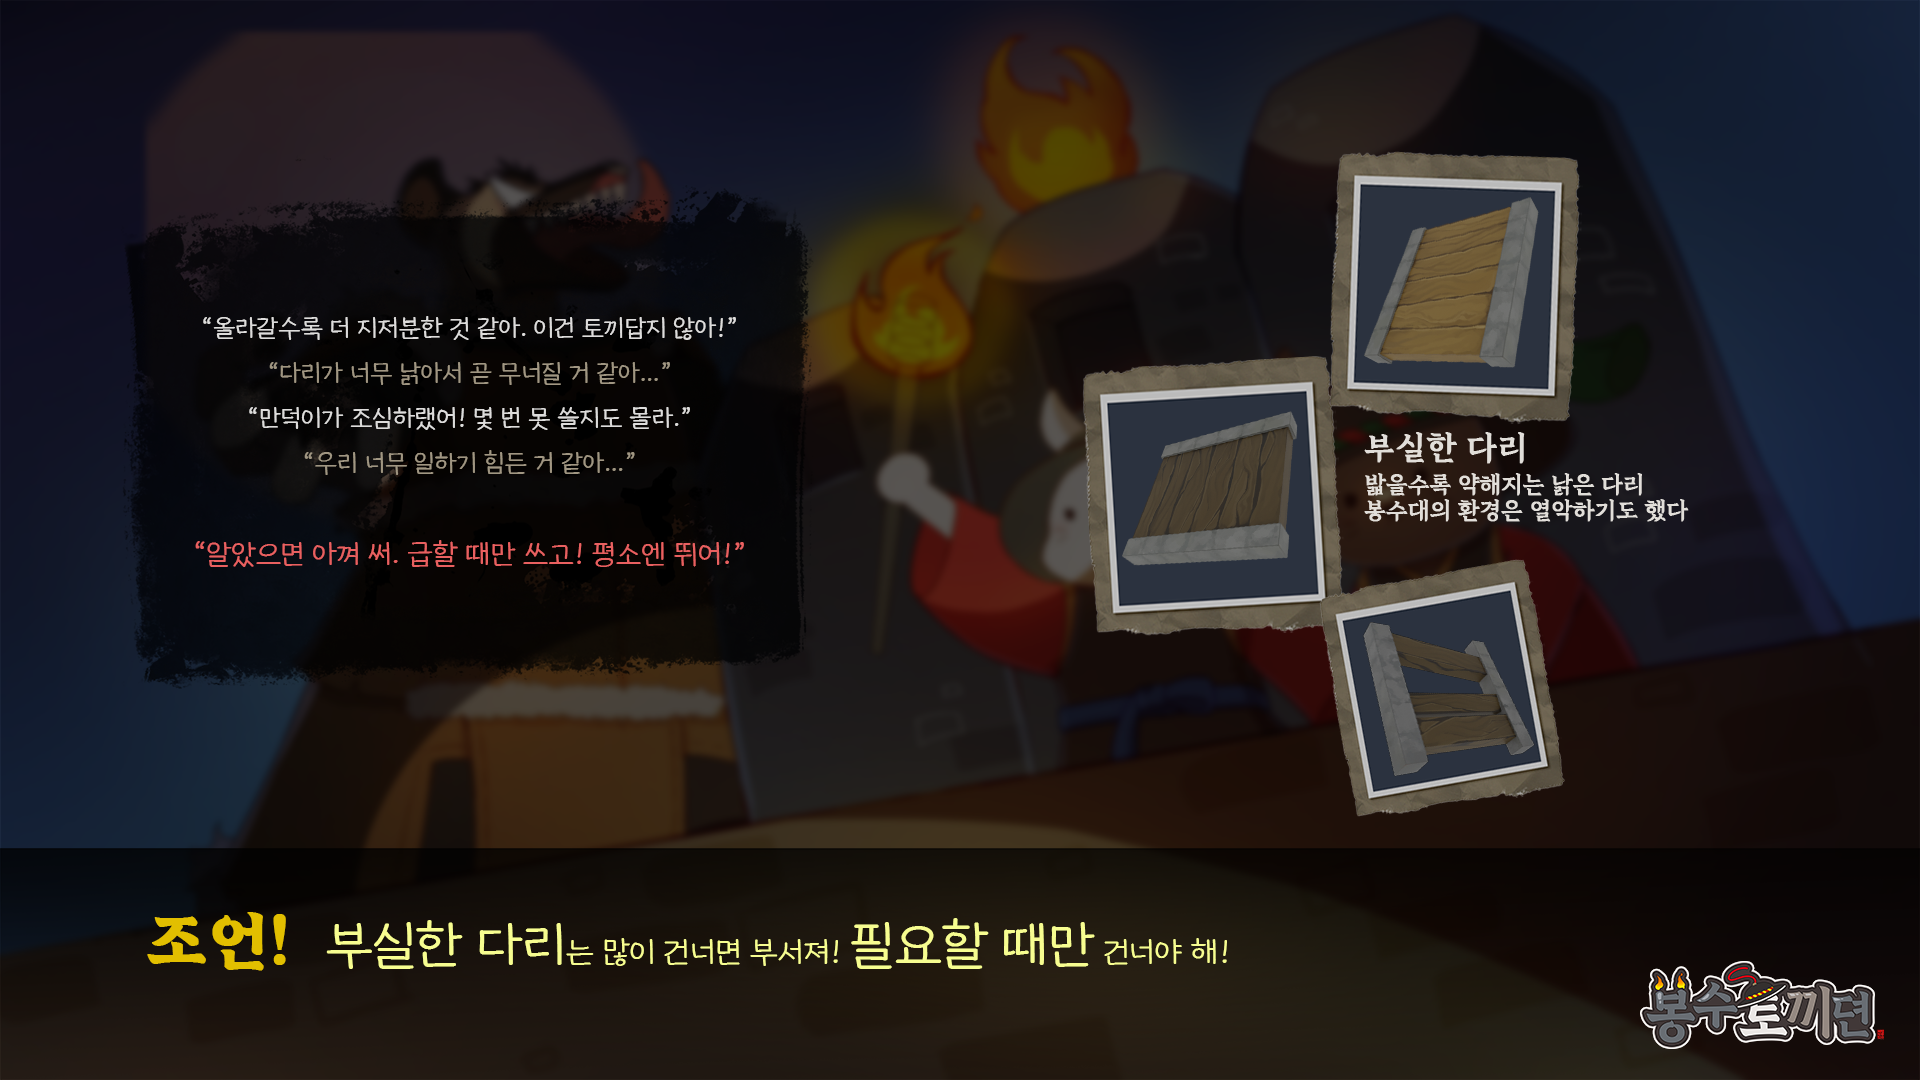 “올라갈수록 더 지저분한 것 같아. 이건 토끼답지 않아!”
“다리가 너무 낡아서 곧 무너질 거 같아...”
“만덕이가 조심하랬어! 몇 번 못 쓸지도 몰라.”
“우리 너무 일하기 힘든 거 같아...”
“알았으면 아껴 써. 급할 때만 쓰고! 평소엔 뛰어!”
부실한 다리
밟을수록 약해지는 낡은 다리
봉수대의 환경은 열악하기도 했다
조언! 부실한 다리는 많이 건너면 부서져! 필요할 때만 건너야 해!
봉수토끼뎐